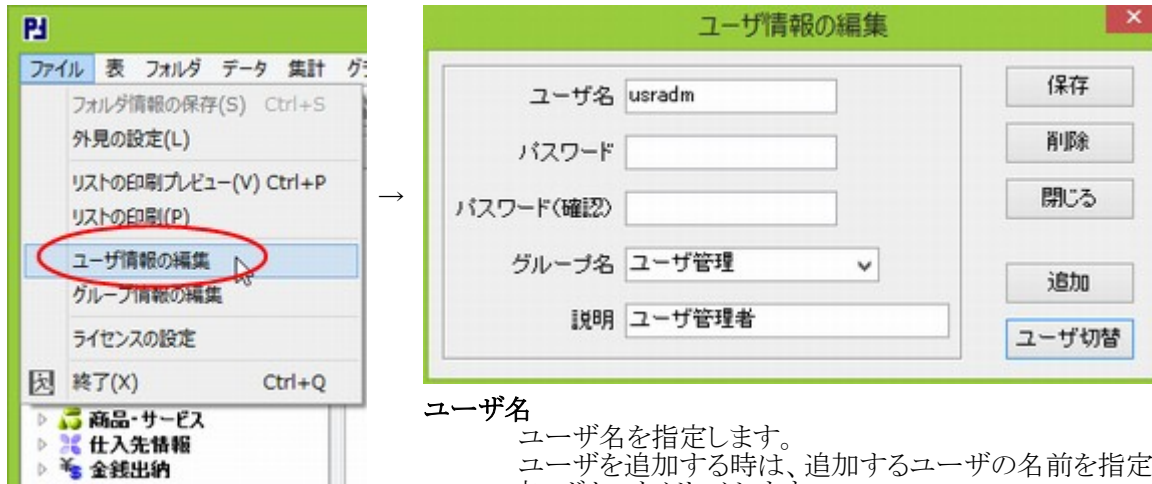 ファイル 表 フォルダ データ 集計
フォルダ情報の保存(S) Ctrl+S
外見の設定(L)
リストの印刷プレビュー(V) Ctrl+P
リストの印刷(P)
ユーザ情報の編集
グループ情報の編集
ライセンスの設定
終了(X) Ctrl+Q
商品・サービス
仕入先情報
金銭出納
→
ユーザ情報の編集
ユーザ名 usradm
パスワード
パスワード(確認)
グループ名 ユーザ管理
説明 ユーザ管理者
保存
削除
閉じる
追加
ユーザ切替
ユーザ名
ユーザ名を指定します。
ユーザを追加する時は、追加するユーザの名前を指定